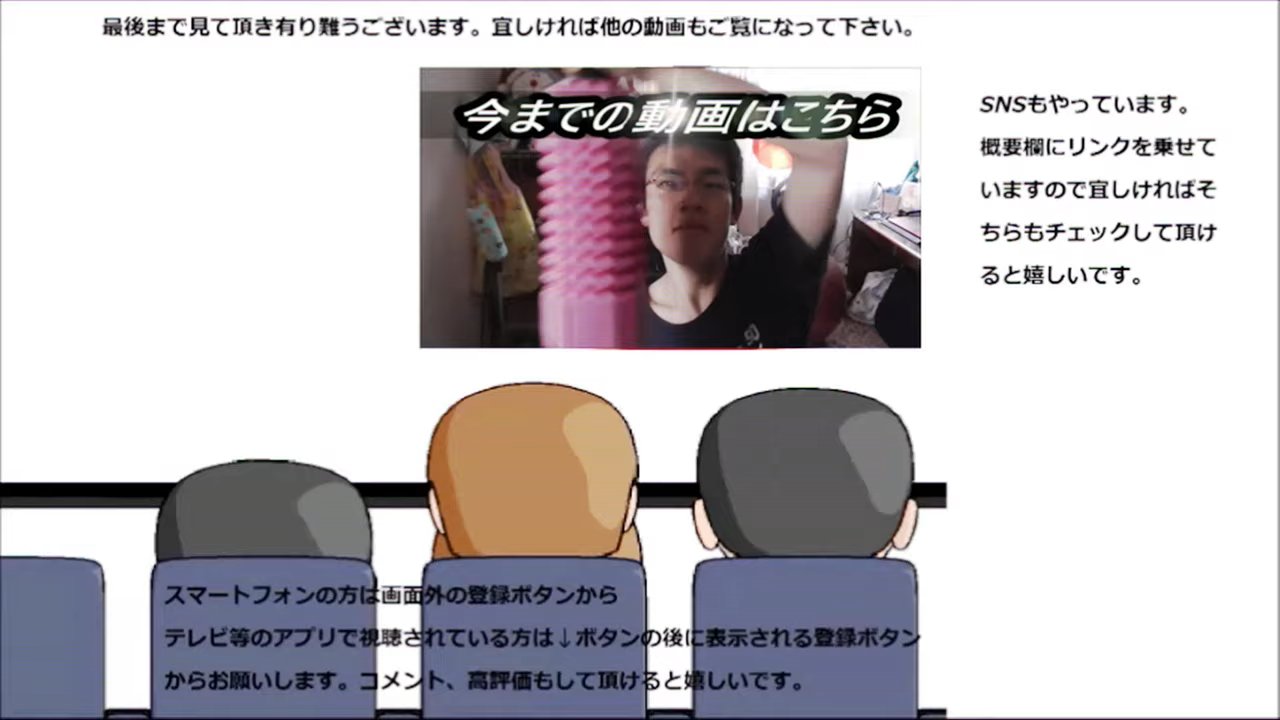 最後まで見て頂き有り難うございます。宜しければ他の動画もご覧になって下さい。
今までの動画はこちら
SNSもやっています。
概要欄にリンクを乗せて
いますので宜しければそ
ちらもチェックして頂け
ると嬉しいです。
スマートフォンの方は画面外の登録ボタンから
テレビ等のアプリで視聴されている方は↓ボタンの後に表示される登録ボタン
からお願いします。コメント、高評価もして頂けると嬉しいです。